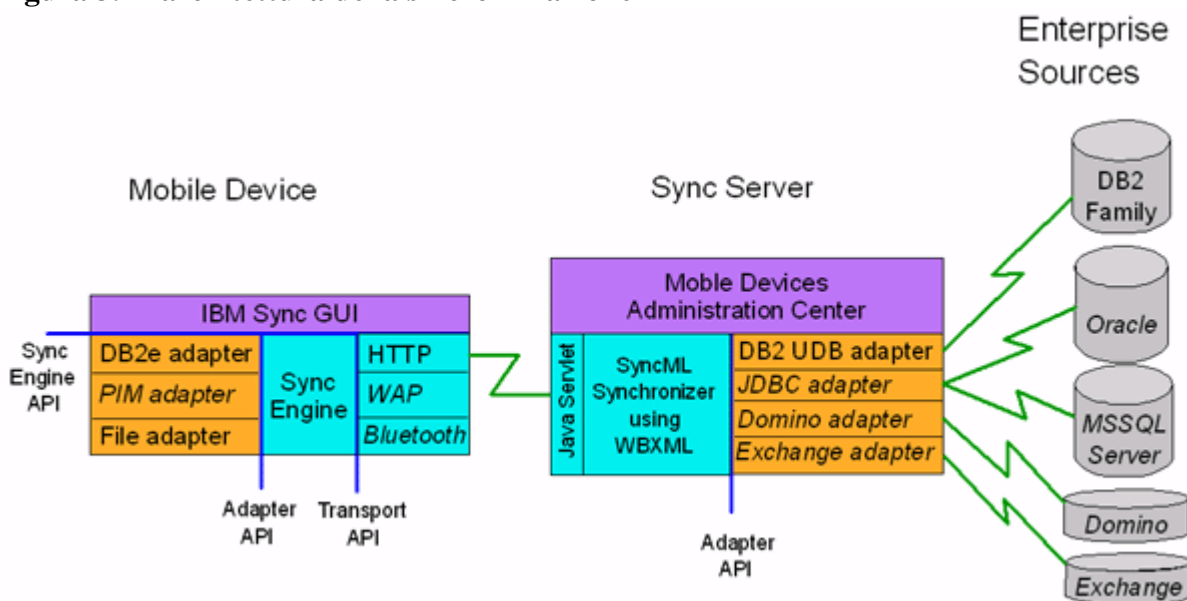 Enterprise
Sources
Mobile Device
Sync Server
DB2
Family
Oracle
MSSQL
Server
Domino
Exchange
IBM Sync GUI
Sync
Engine
API
DB2e adapter
PIM adapter
File adapter
Sync
Engine
HTTP
WAP
Bluetooth
Adapter
API
Transport
API
Moble Devices
Administration Center
Java Servlet
SyncML
Synchronizer
using
WBXML
DB2 UDB adapter
JDBC adapter
Domino adapter
Exchange adapter
Adapter
API